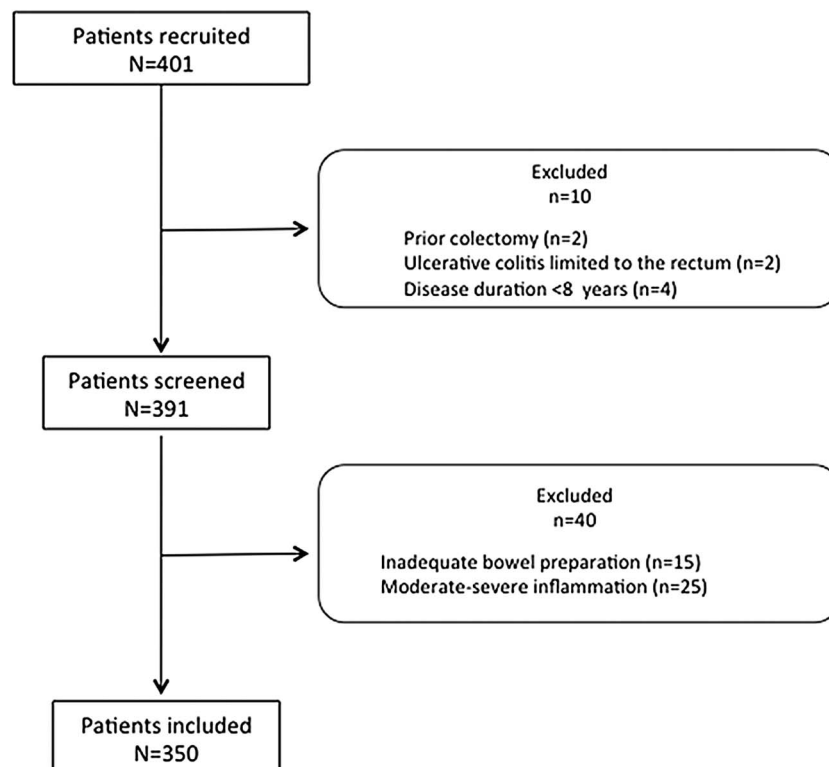 Patients recruited
N=401
Excluded
n=10
Prior colectomy (n=2)
Ulcerative colitis limited to the rectum (n=2)
Disease duration <8 years (n=4)
Patients screened
N=391
Excluded
n=40
Inadequate bowel preparation (n=15)
Moderate-severe inflammation (n=25)
Patients included
N=350